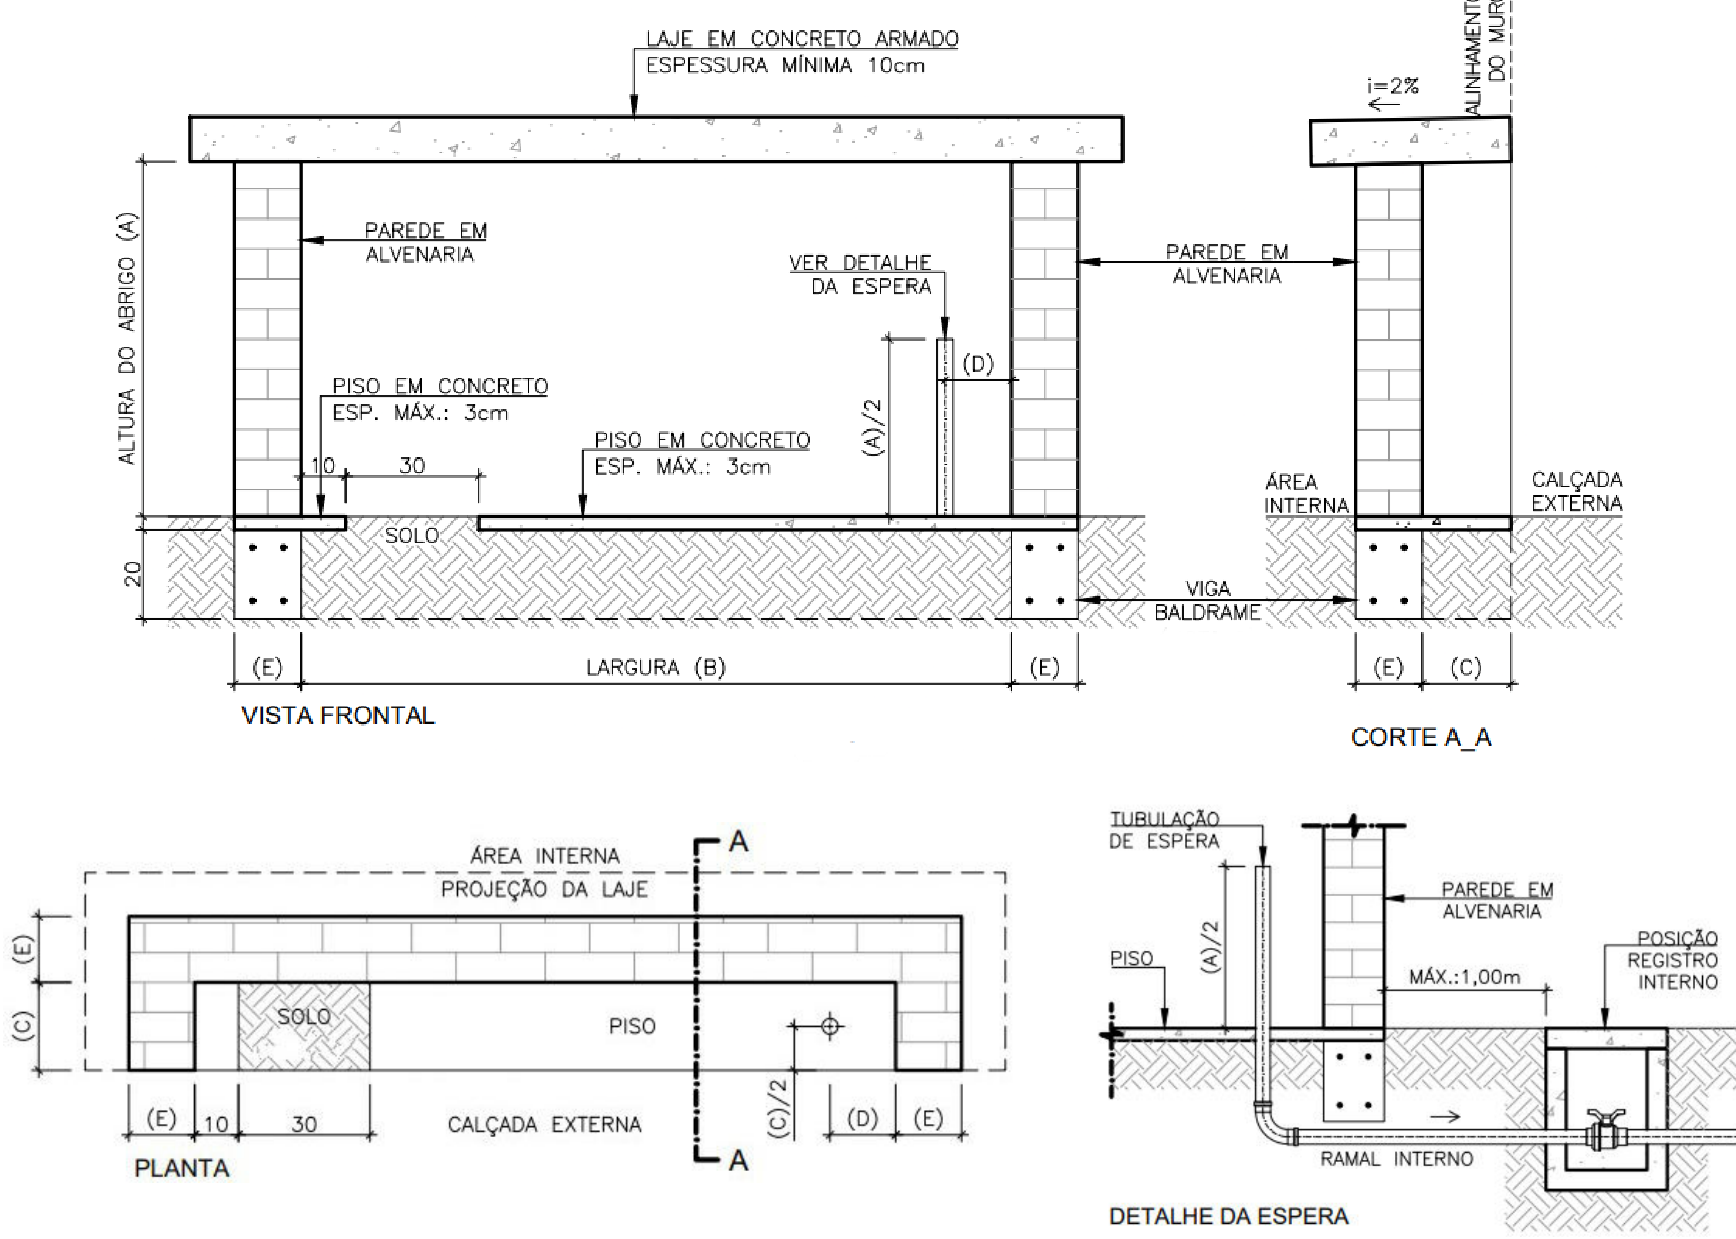 LAJE EM CONCRETO ARMADO
ESPESSURA MÍNIMA 10cm
ALINHAMENTO
DO MURO
i=2%
ALTURA DO ABRIGO (A)
PAREDE EM
ALVENARIA
VER DETALHE
DA ESPERA
PAREDE EM
ALVENARIA
(D)
(A)/2
PISO EM CONCRETO
ESP. MÁX.: 3cm
PISO EM CONCRETO
ESP. MÁX.: 3cm
10
30
ÁREA
INTERNA
CALÇADA
EXTERNA
SOLO
20
VIGA
BALDRAME
(E)
LARGURA (B)
(E)
(E)
(C)
VISTA FRONTAL
CORTE A_A
A
ÁREA INTERNA
PROJEÇÃO DA LAJE
(E)
(C)
SOLO
PISO
(C)/2
(E)
10
30
CALÇADA EXTERNA
(D)
(E)
A
PLANTA
TUBULAÇÃO
DE ESPERA
PAREDE EM
ALVENARIA
(A)/2
PISO
MÁX.:1,00m
POSIÇÃO
REGISTRO
INTERNO
RAMAL INTERNO
DETALHE DA ESPERA